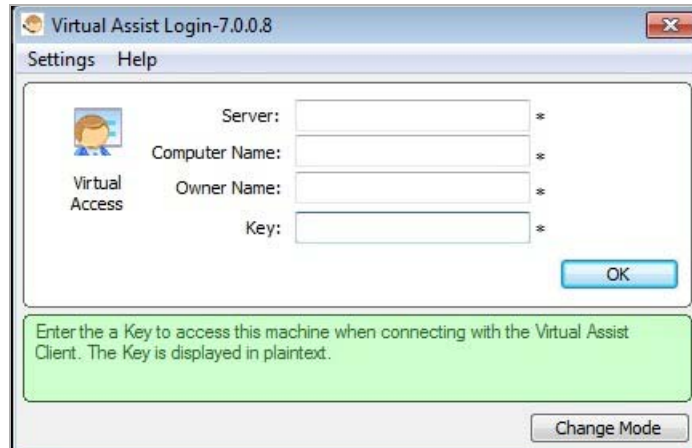 Virtual Assist Login-7.0.0.8
Settings Help
Server: *
Computer Name: *
Virtual Access
Owner Name: *
Key: *
OK
Enter the a Key to access this machine when connecting with the Virtual Assist
Client. The Key is displayed in plaintext.
Change Mode